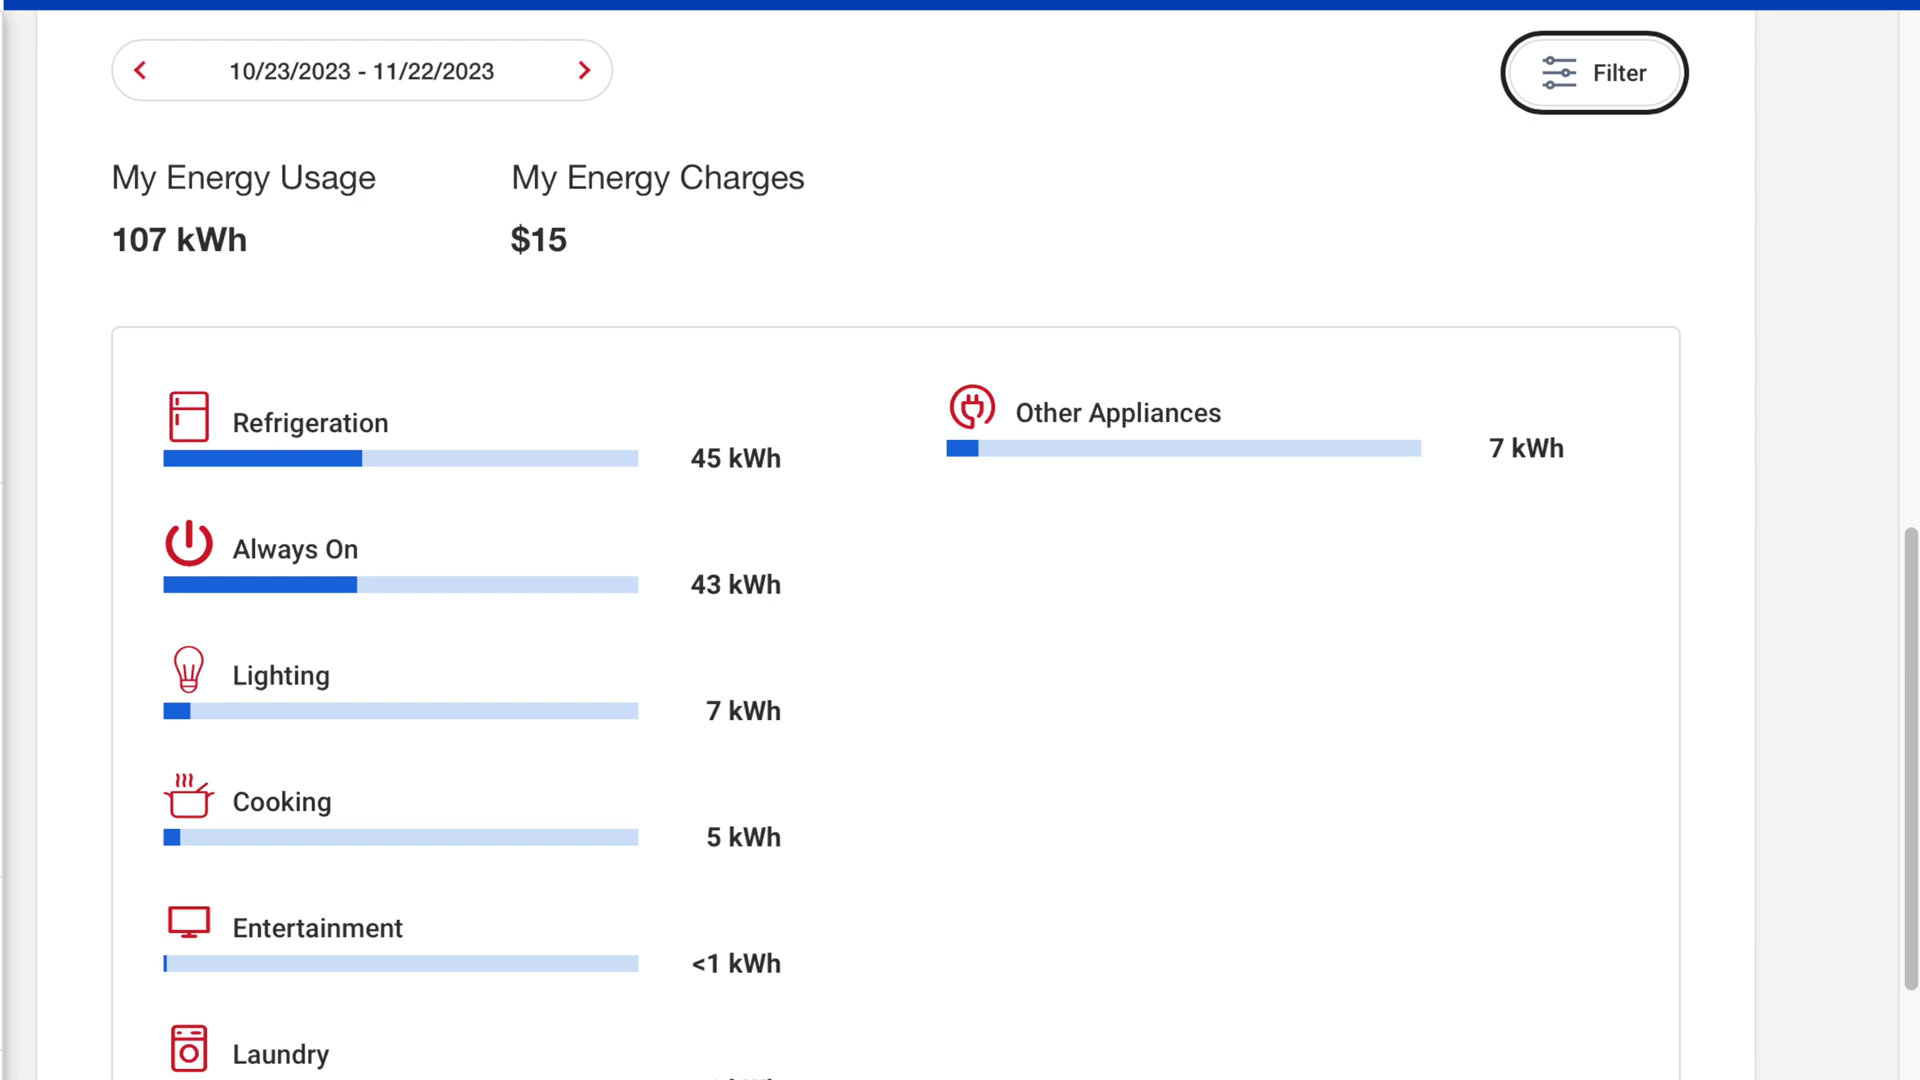 10/23/2023 - 11/22/2023
Filter
My Energy Usage
My Energy Charges
107 kWh
$15
Refrigeration
45 kWh
Always On
43 kWh
Lighting
7 kWh
Cooking
5 kWh
Entertainment
<1 kWh
Laundry
Other Appliances
7 kWh